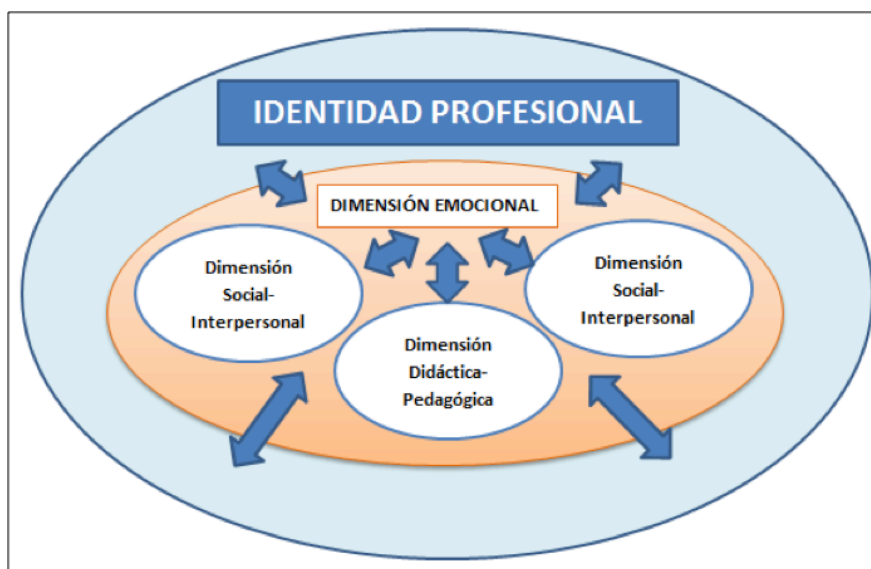 IDENTIDAD PROFESIONAL
DIMENSIÓN EMOCIONAL
Dimensión
Social-
Interpersonal
Dimensión
Didáctica-
Pedagógica
Dimensión
Social-
Interpersonal